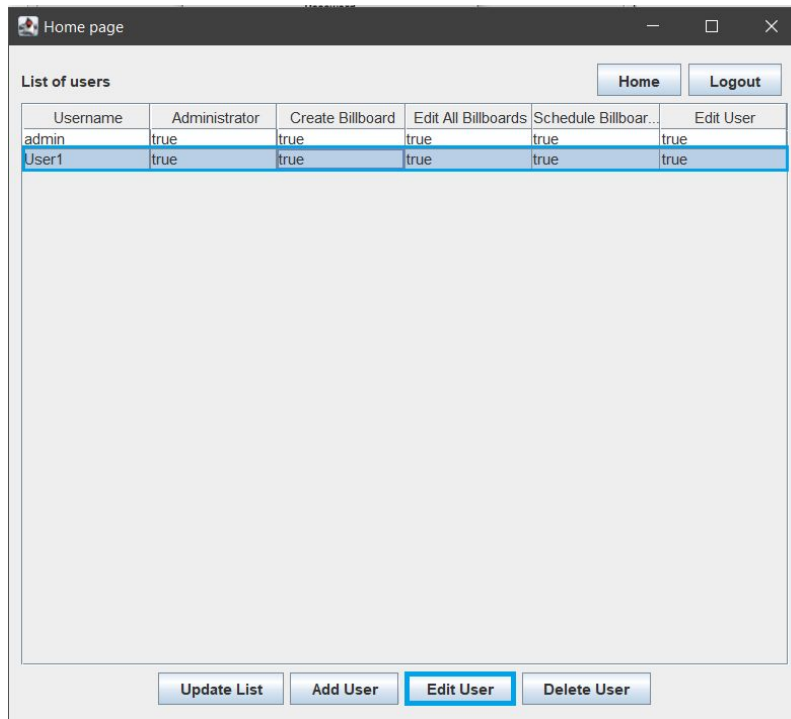 Home page
List of users
Home
Logout
Username Administrator Create Billboard Edit All Billboards Schedule Billboar... Edit User
admin true true true true true
User1 true true true true true
Update List Add User Edit User Delete User